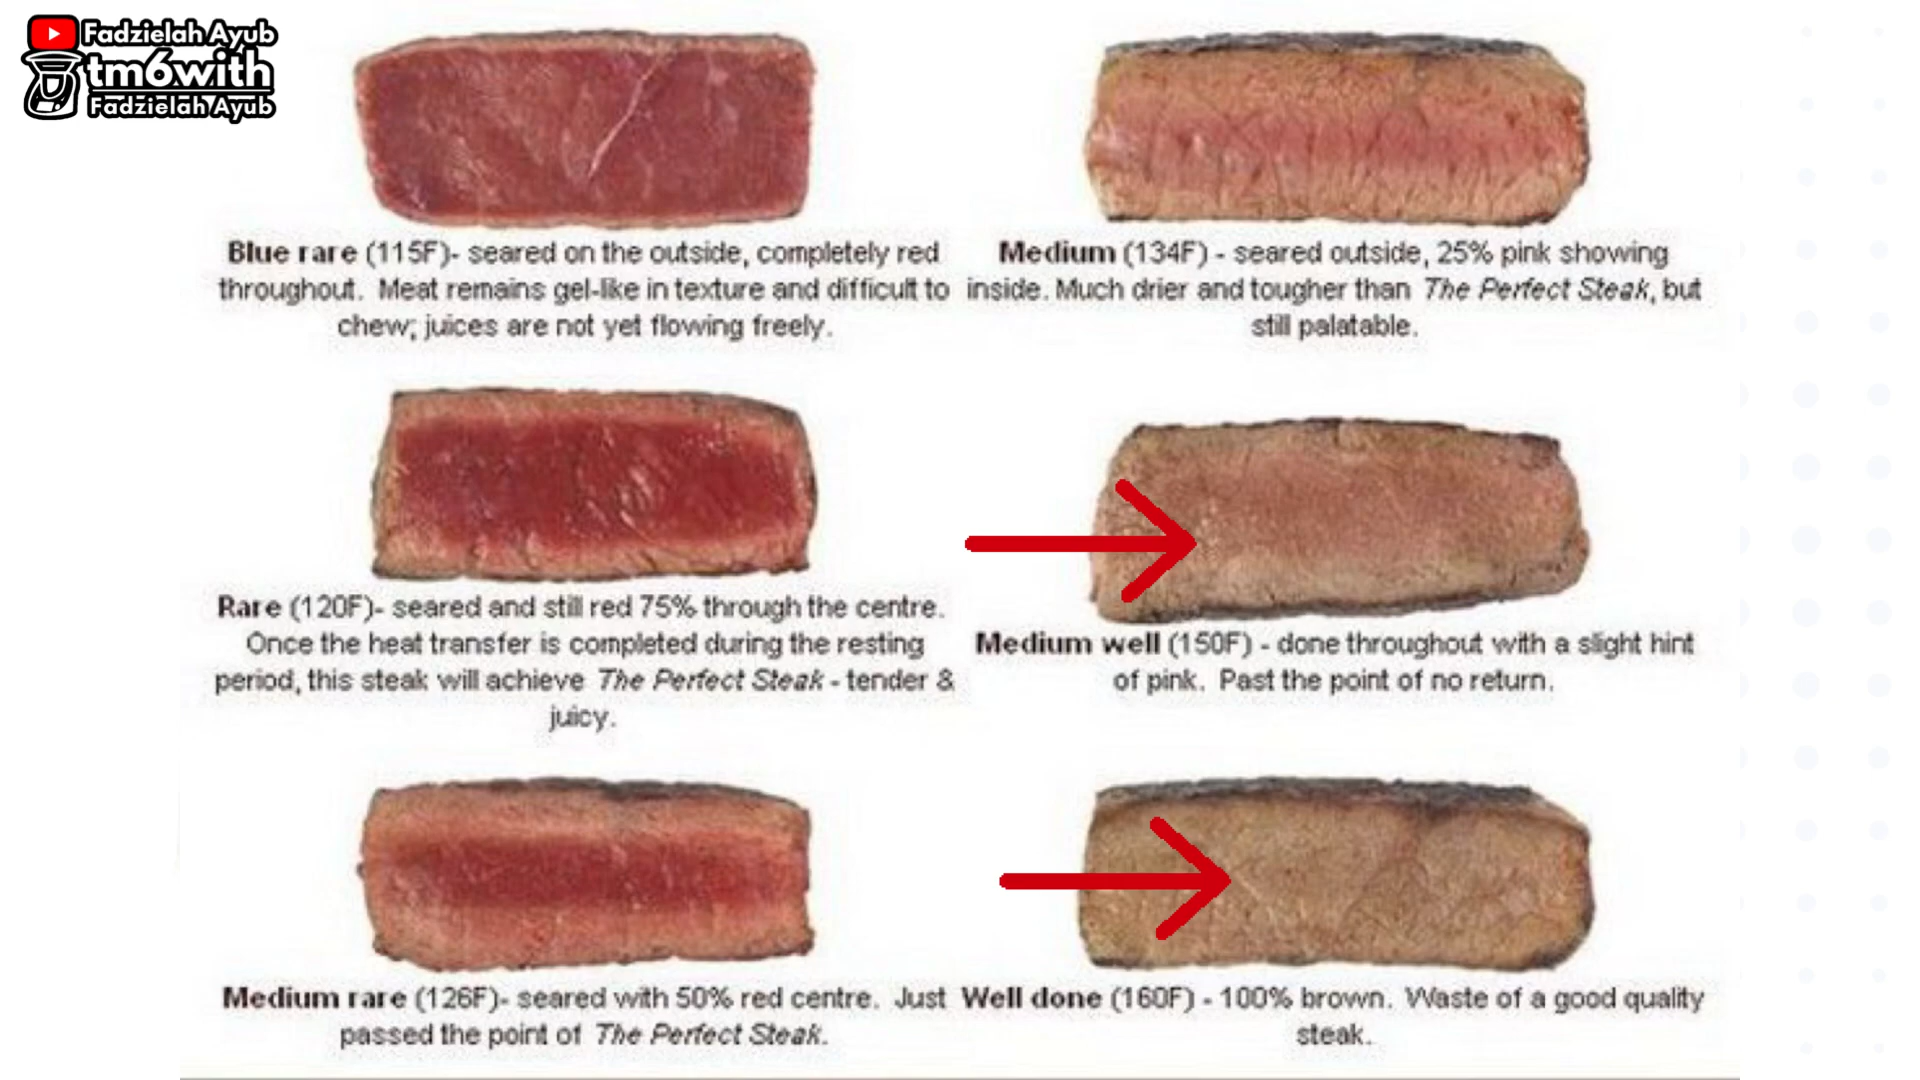 Fadzielah Ayub
tm6with
Fadzielah Ayub
Blue rare (115F)- seared on the outside, completely red
throughout. Meat remains gel-like in texture and difficult to
chew; juices are not yet flowing freely.
Medium (134F) - seared outside, 25% pink showing
inside. Much drier and tougher than The Perfect Steak, but
still palatable.
Rare (120F)- seared and still red 75% through the centre.
Once the heat transfer is completed during the resting
period, this steak will achieve The Perfect Steak - tender &
juicy.
Medium well (150F) - done throughout with a slight hint
of pink. Past the point of no return.
Medium rare (126F)- seared with 50% red centre. Just
passed the point of The Perfect Steak.
Well done (160F) - 100% brown. Waste of a good quality
steak.